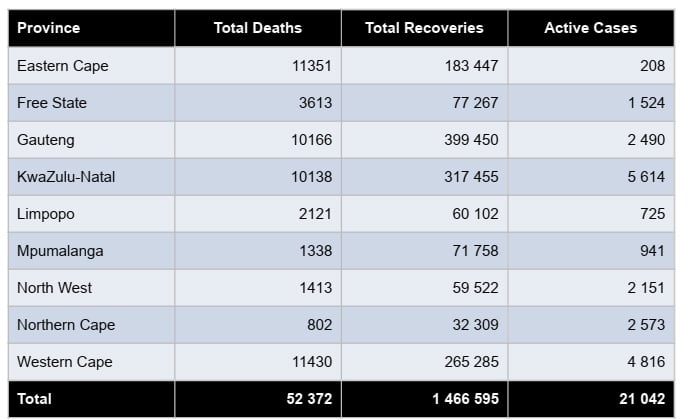 Province Total Deaths Total Recoveries Active Cases
Eastern Cape 11351 183 447 208
Free State 3613 77 267 1 524
Gauteng 10166 399 450 2 490
KwaZulu-Natal 10138 317 455 5 614
Limpopo 2121 60 102 725
Mpumalanga 1338 71 758 941
North West 1413 59 522 2 151
Northern Cape 802 32 309 2 573
Western Cape 11430 265 285 4 816
Total 52 372 1 466 595 21 042